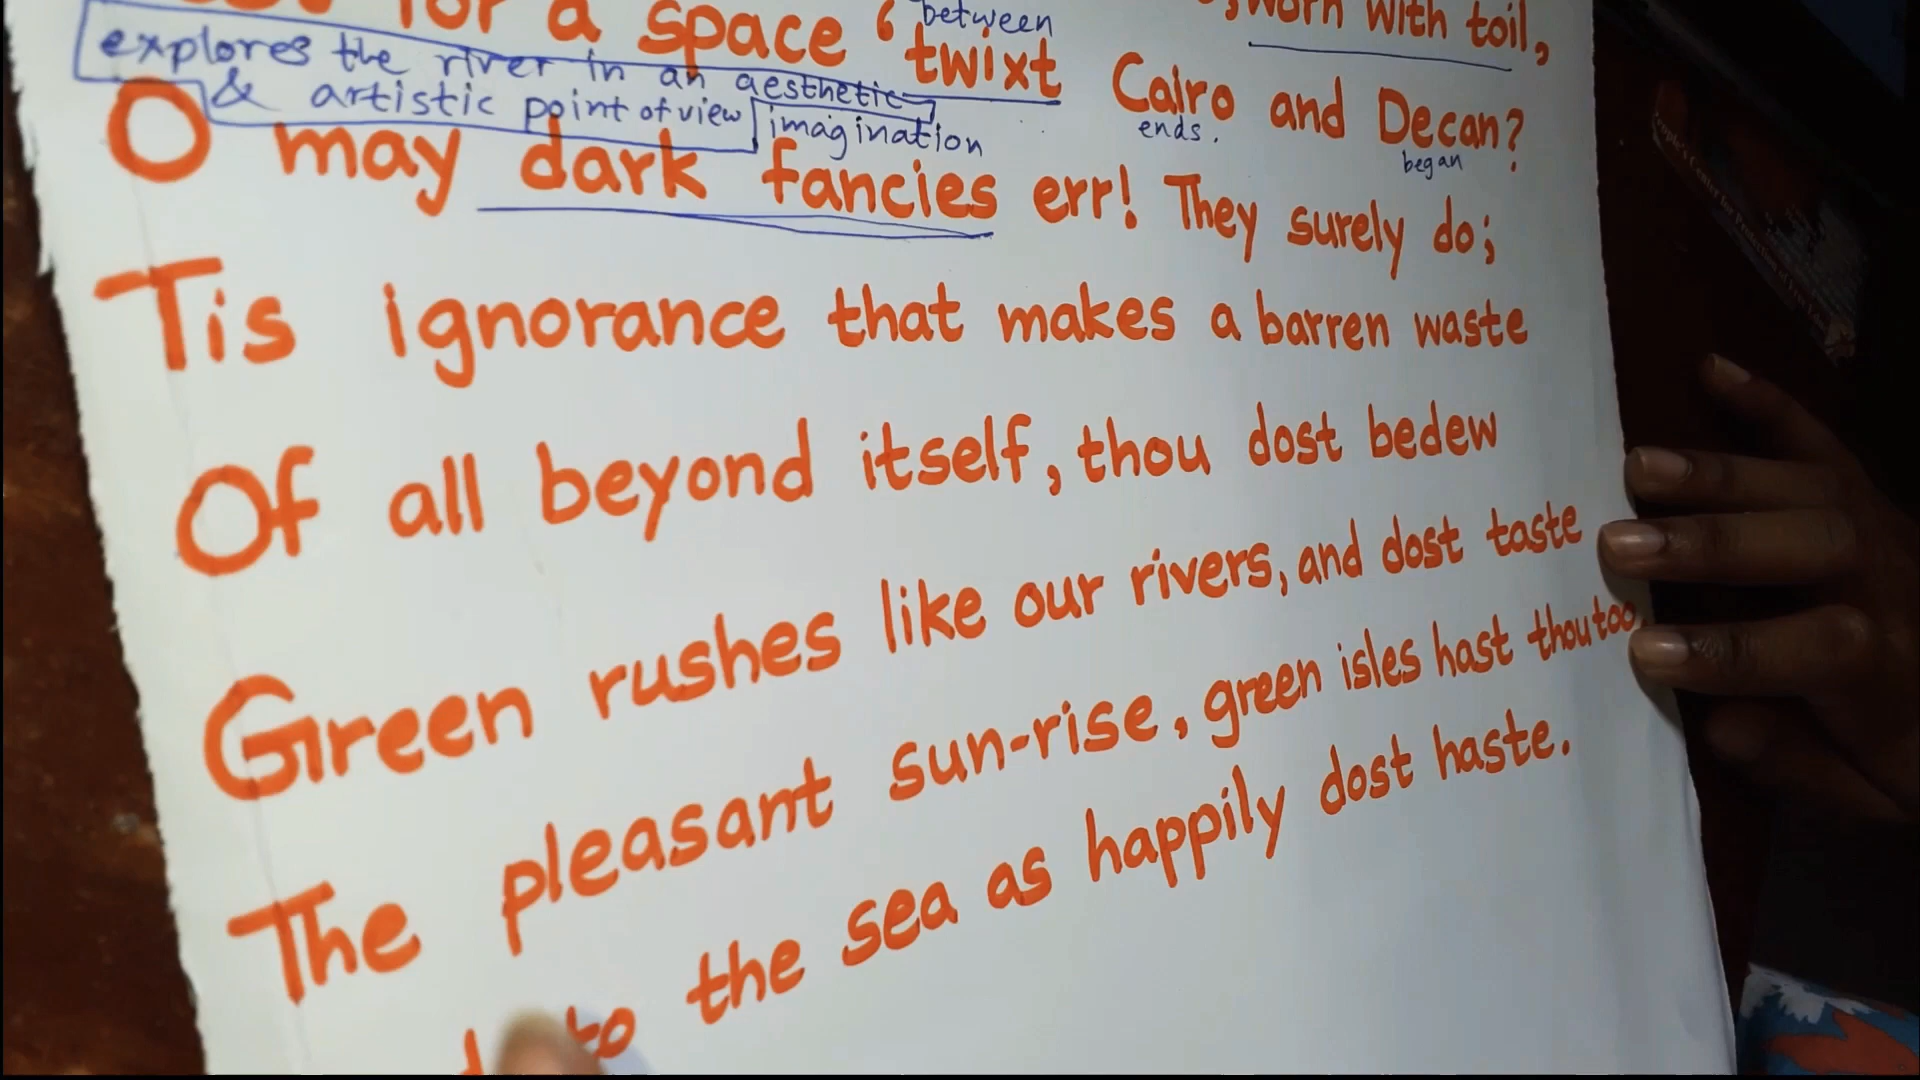 for a space ‘twixt Cairo and Decan?
between
worn with toil,
explores the river in an aesthetic
& artistic point of view
imagination
ends.
began
O may dark fancies err! They surely do;
Tis ignorance that makes a barren waste
Of all beyond itself, thou dost bedew
Green rushes like our rivers, and dost taste
The pleasant sun-rise, green isles hast thou too
to the sea as happily dost haste.